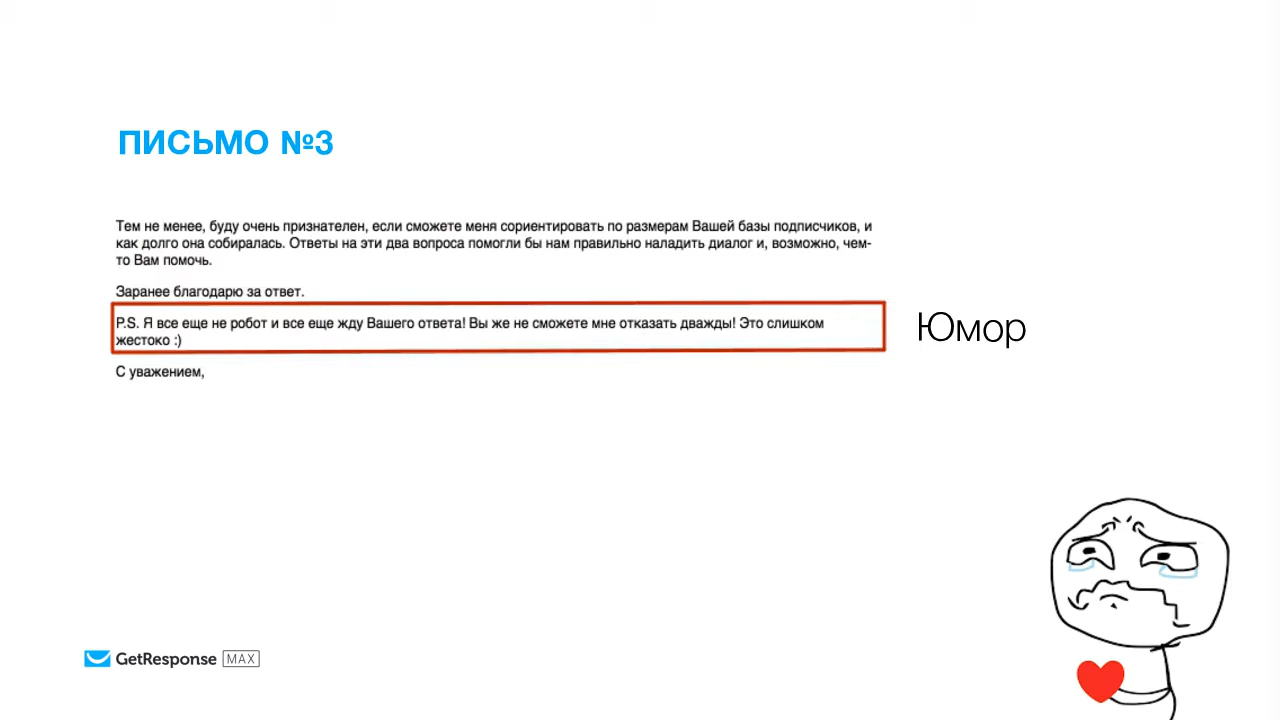 ПИСЬМО №3
Тем не менее, буду очень признателен, если сможете меня сориентировать по размерам Вашей базы подписчиков, и
как долго она собиралась. Ответы на эти два вопроса помогли бы нам правильно наладить диалог и, возможно, чем-
то Вам помочь.
Заранее благодарю за ответ.
P.S. Я все еще не робот и все еще жду Вашего ответа! Вы же не сможете мне отказать дважды! Это слишком
жестоко :)
Юмор
С уважением,
GetResponse MAX